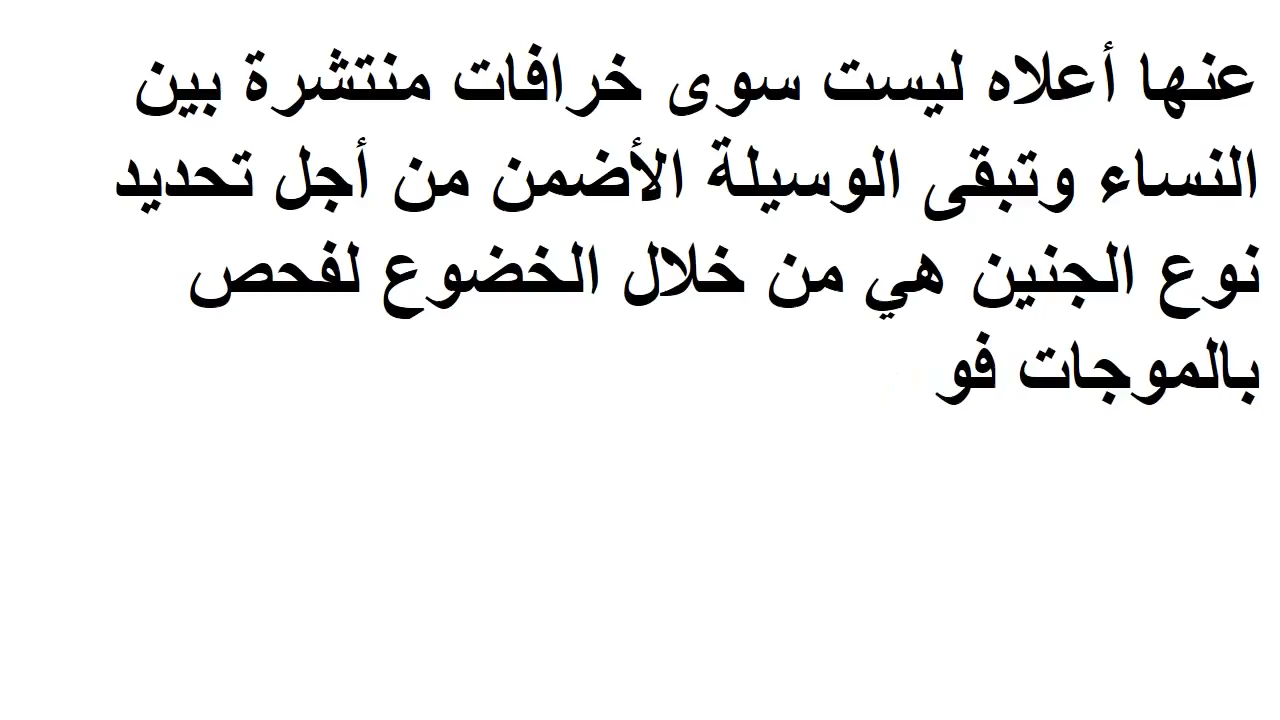 عنها أعلاه ليست سوى خرافات منتشرة بين
النساء وتبقى الوسيلة الأضمن من أجل تحديد
نوع الجنين هي من خلال الخضوع لفحص
بالموجات فو